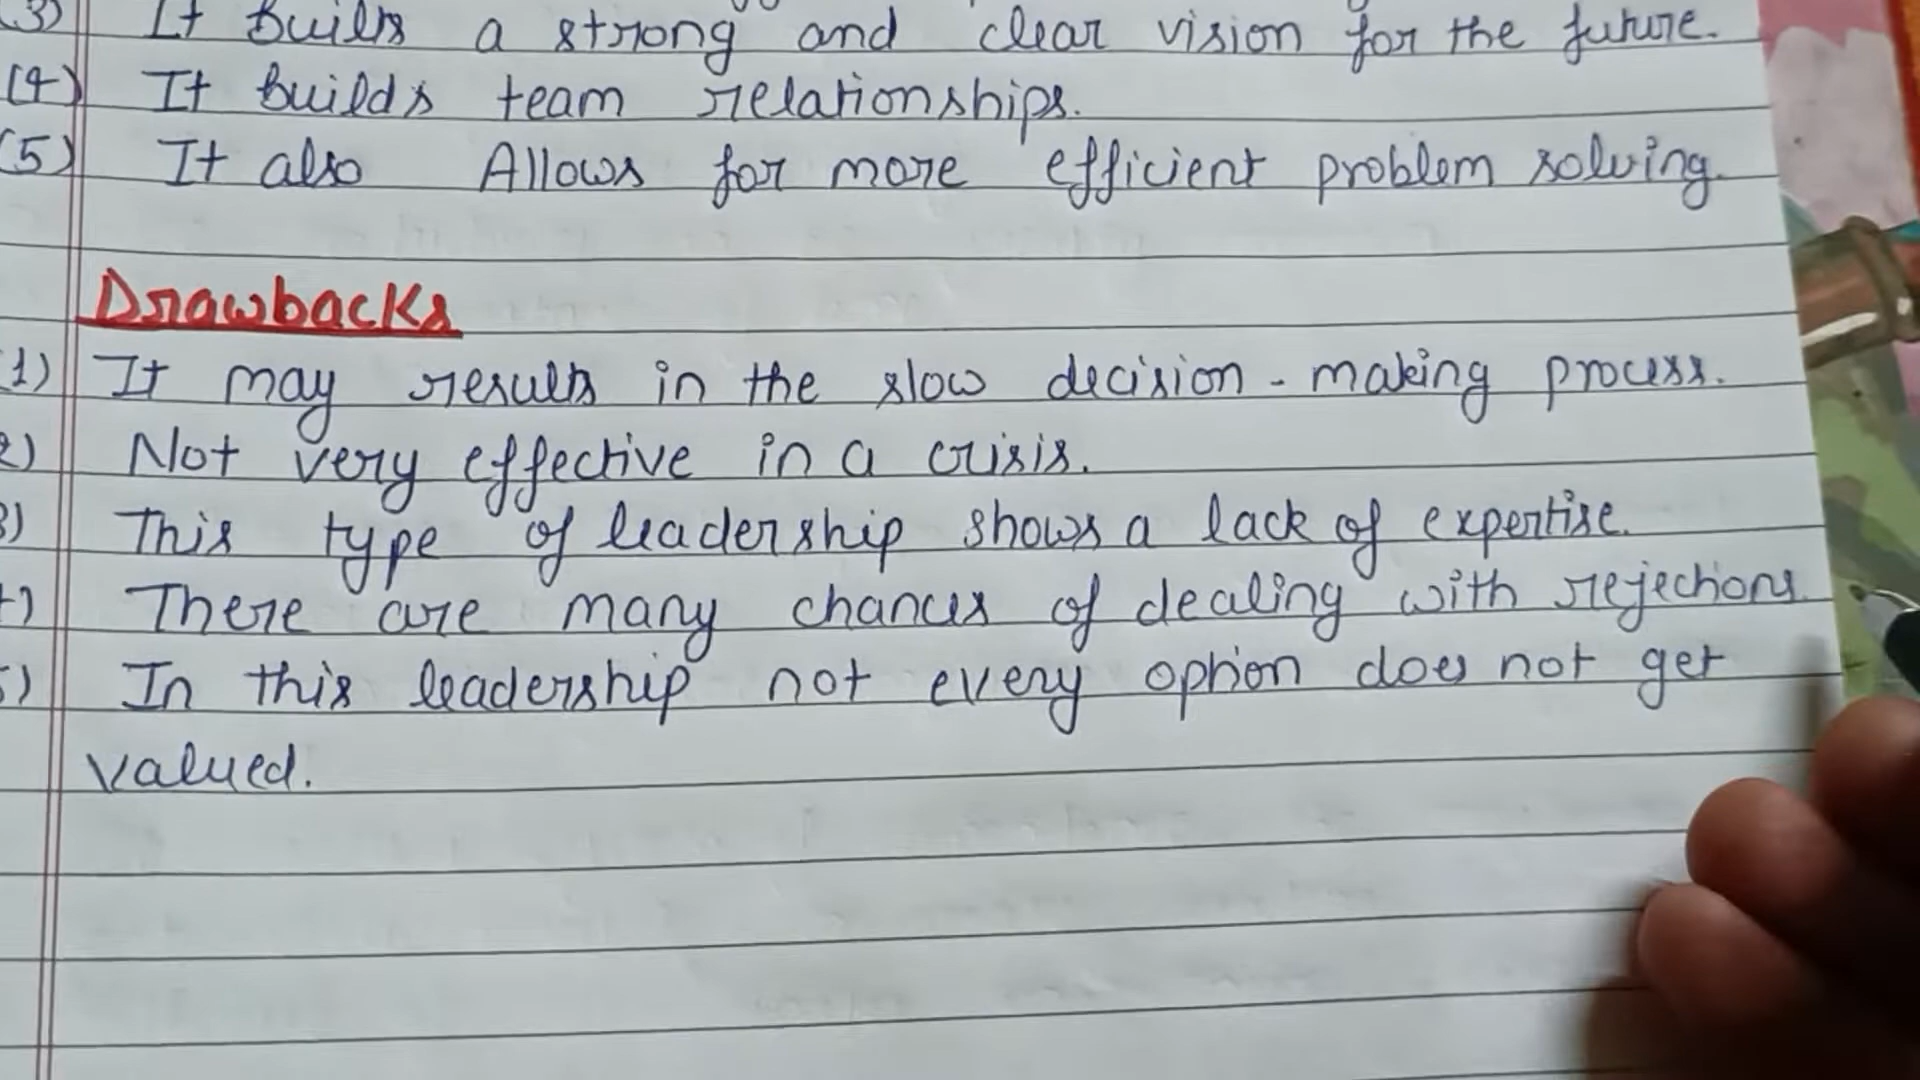 (3) It builds a strong and clear vision for the future.
(4) It builds team relationships.
(5) It also Allows for more efficient problem solving.
Drawbacks
1) It may results in the slow decision-making process.
2) Not very effective in a crisis.
3) This type of leadership shows a lack of expertise.
4) There are many chances of dealing with rejections.
5) In this leadership not every option does not get
valued.